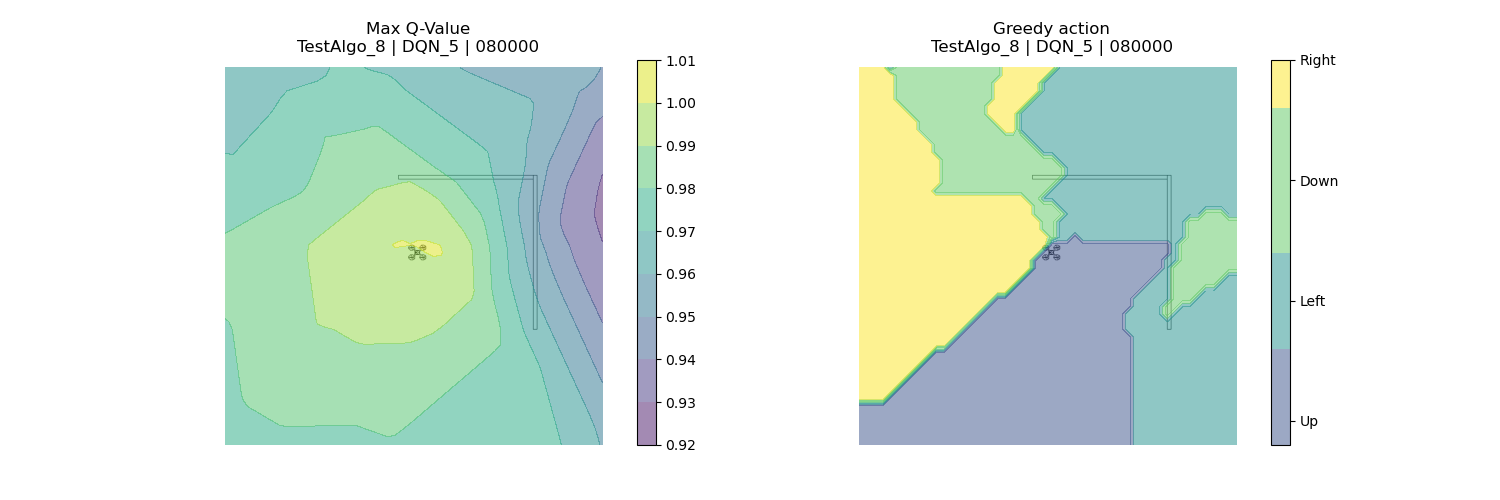 Max Q-Value
TestAlgo_8 | DQN_5 | 080000
1.01
1.00
0.99
0.98
0.97
0.96
0.95
0.94
0.93
0.92
Greedy action
TestAlgo_8 | DQN_5 | 080000
Right
Down
Left
Up